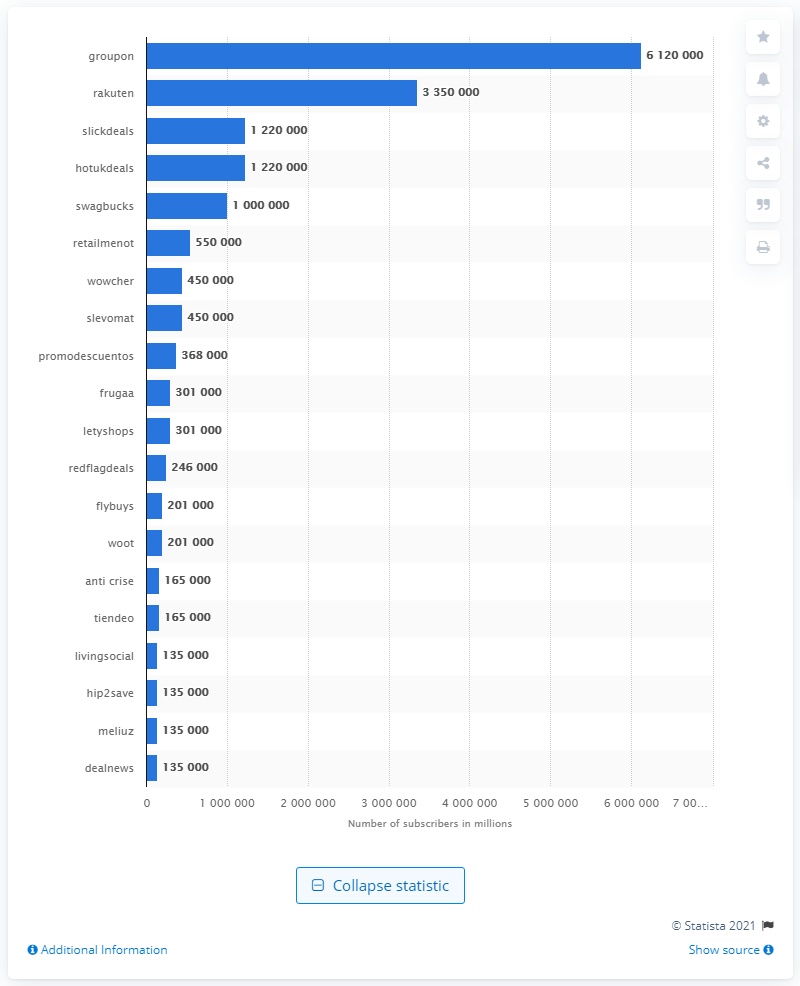 groupon 6 120 000
rakuten 3 350 000
slickdeals 1 220 000
hotukdeals 1 220 000
swagbucks 1 000 000
retailmenot 550 000
wowcher 450 000
slevomat 450 000
promodescuentos 368 000
frugaa 301 000
letyshops 301 000
redflagdeals 246 000
flybuys 201 000
woot 201 000
anti crise 165 000
tiendeo 165 000
livingsocial 135 000
hip2save 135 000
meliuz 135 000
dealnews 135 000
0 1 000 000 2 000 000 3 000 000 4 000 000 5 000 000 6 000 000 7 00…
Number of subscribers in millions
Collapse statistic
© Statista 2021
Additional Information Show source